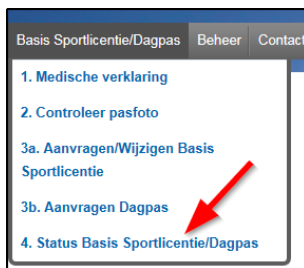 Basis Sportlicentie/Dagpas Beheer Contact
1. Medische verklaring
2. Controleer pasfoto
3a. Aanvragen/Wijzigen Basis
Sportlicentie
3b. Aanvragen Dagpas
4. Status Basis Sportlicentie/Dagpas